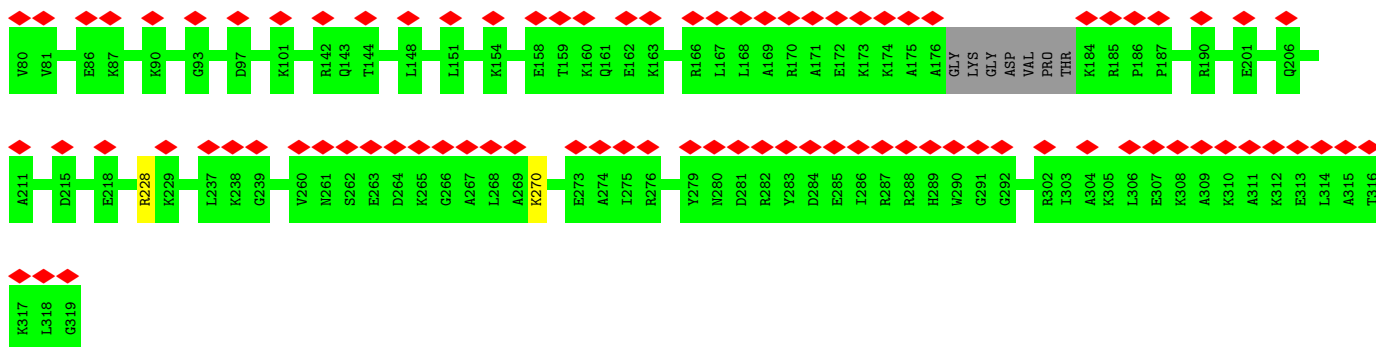 V80 V81 E86 K87 K90 G93 D97 K101 R142 Q143 T144 L148 L151 K154 E158 T159 K160 Q161 E162 K163 R166 L167 L168 A169 R170 A171 E172 K173 K174 A175 A176 GLY LYS GLY ASP VAL PRO THR K184 R185 P186 P187 R190 E201 Q206
A211 D215 E218 R228 K229 L237 K238 G239 V260 N261 S262 E263 D264 K265 G266 A267 L268 A269 K270 E273 A274 I275 R276 Y279 N280 D281 R282 Y283 D284 E285 I286 R287 R288 H289 W290 G291 G292 R302 I303 A304 K305 L306 E307 K308 A309 K310 A311 K312 E313 L314 A315 T316
K317 L318 G319